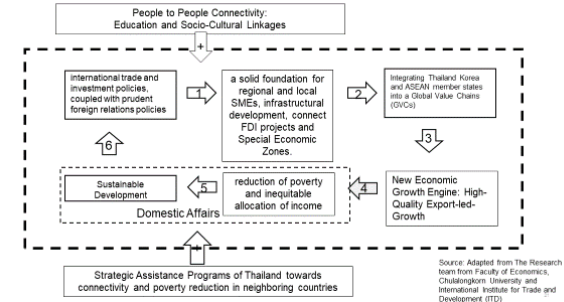 People to People Connectivity:
Education and Socio-Cultural Linkages
+
international trade and
investment policies,
coupled with prudent
foreign relations policies
1
a solid foundation for
regional and local
SMEs, infrastructural
development, connect
FDI projects and
Special Economic
Zones.
2
Integrating Thailand Korea
and ASEAN member states
into a Global Value Chains
(GVCs)
3
6
Sustainable
Development
5
reduction of poverty
and inequitable
allocation of income
4
New Economic
Growth Engine: High-
Quality Export-led-
Growth
Domestic Affairs
+
Strategic Assistance Programs of Thailand towards
connectivity and poverty reduction in neighboring countries
Source: Adapted from The Research
team from Faculty of Economics,
Chulalongkorn University and
International Institute for Trade and
Development (ITD)